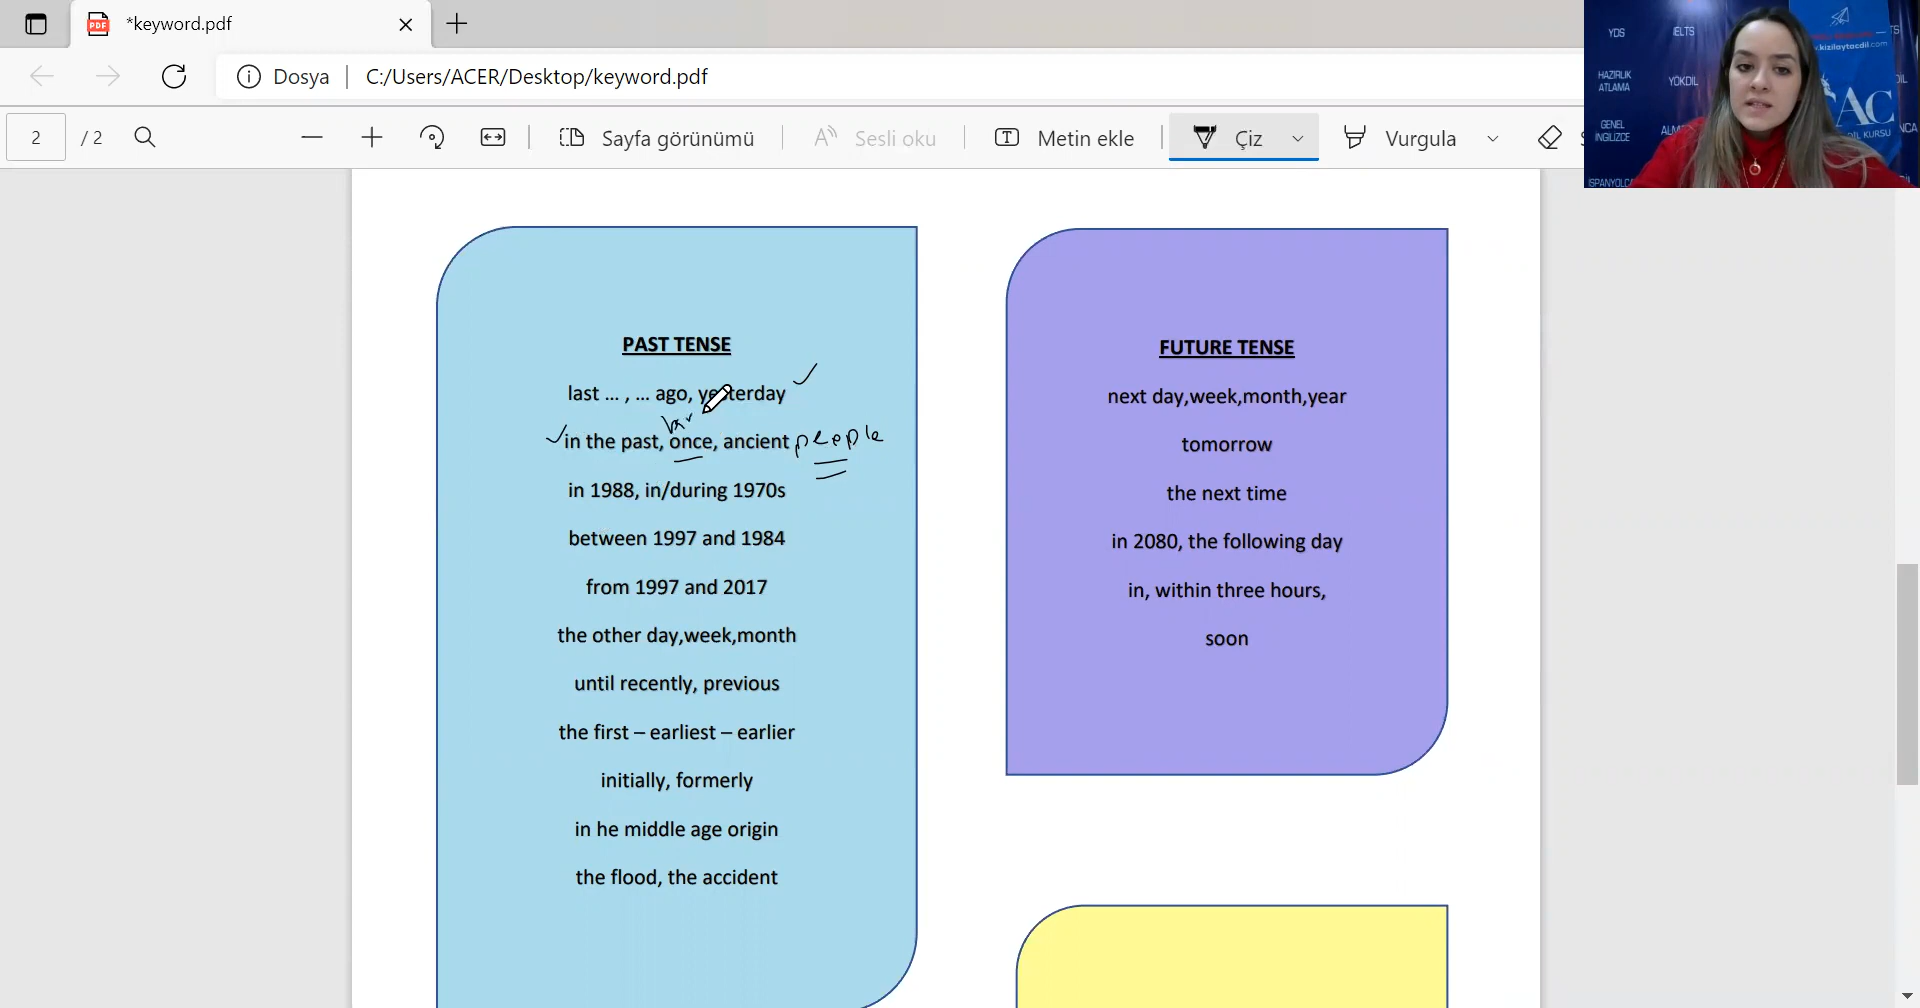 *keyword.pdf
Dosya
C:/Users/ACER/Desktop/keyword.pdf
2 / 2
Sayfa görünümü
Sesli oku
Metin ekle
Çiz
Vurgula
YDS
IELTS
HAZIRLIK ATLAMA
YÖKDİL
GENEL İNGİLİZCE
İSPANYOLCA
AC
DİL KURSU
PAST TENSE
last ... , ... ago, yesterday
in the past, once, ancient people
in 1988, in/during 1970s
between 1997 and 1984
from 1997 and 2017
the other day,week,month
until recently, previous
the first – earliest – earlier
initially, formerly
in he middle age origin
the flood, the accident
FUTURE TENSE
next day,week,month,year
tomorrow
the next time
in 2080, the following day
in, within three hours,
soon